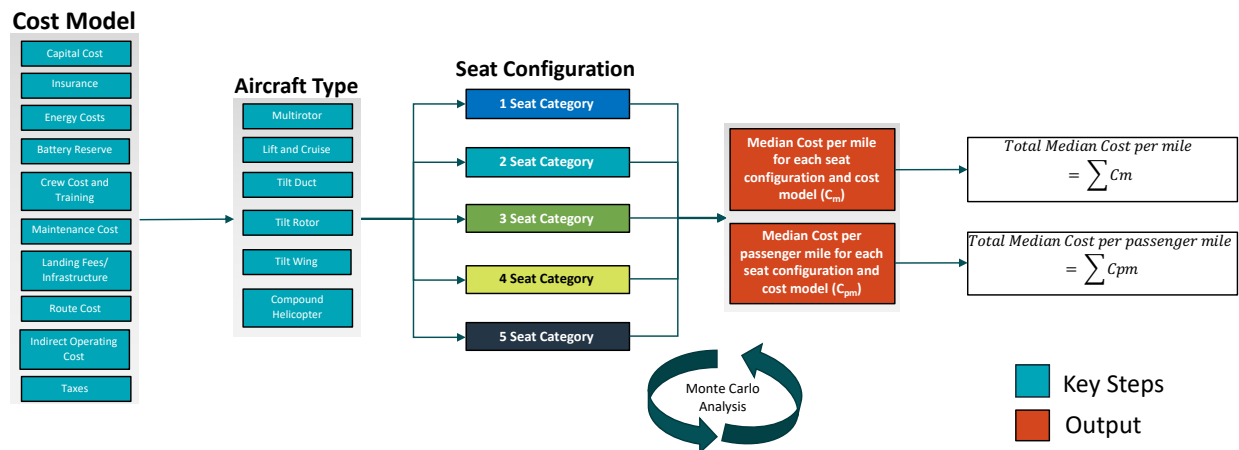 Cost Model
Capital Cost
Insurance
Energy Costs
Battery Reserve
Crew Cost and
Training
Maintenance Cost
Landing Fees/
Infrastructure
Route Cost
Indirect Operating
Cost
Taxes
Aircraft Type
Multirotor
Lift and Cruise
Tilt Duct
Tilt Rotor
Tilt Wing
Compound
Helicopter
Seat Configuration
1 Seat Category
2 Seat Category
3 Seat Category
4 Seat Category
5 Seat Category
Median Cost per mile
for each seat
configuration and cost
model (Cm)
Median Cost per
passenger mile for each
seat configuration and
cost model (Cpm)
Total Median Cost per mile
= ∑ Cm
Total Median Cost per passenger mile
= ∑ Cpm
Monte Carlo
Analysis
Key Steps
Output